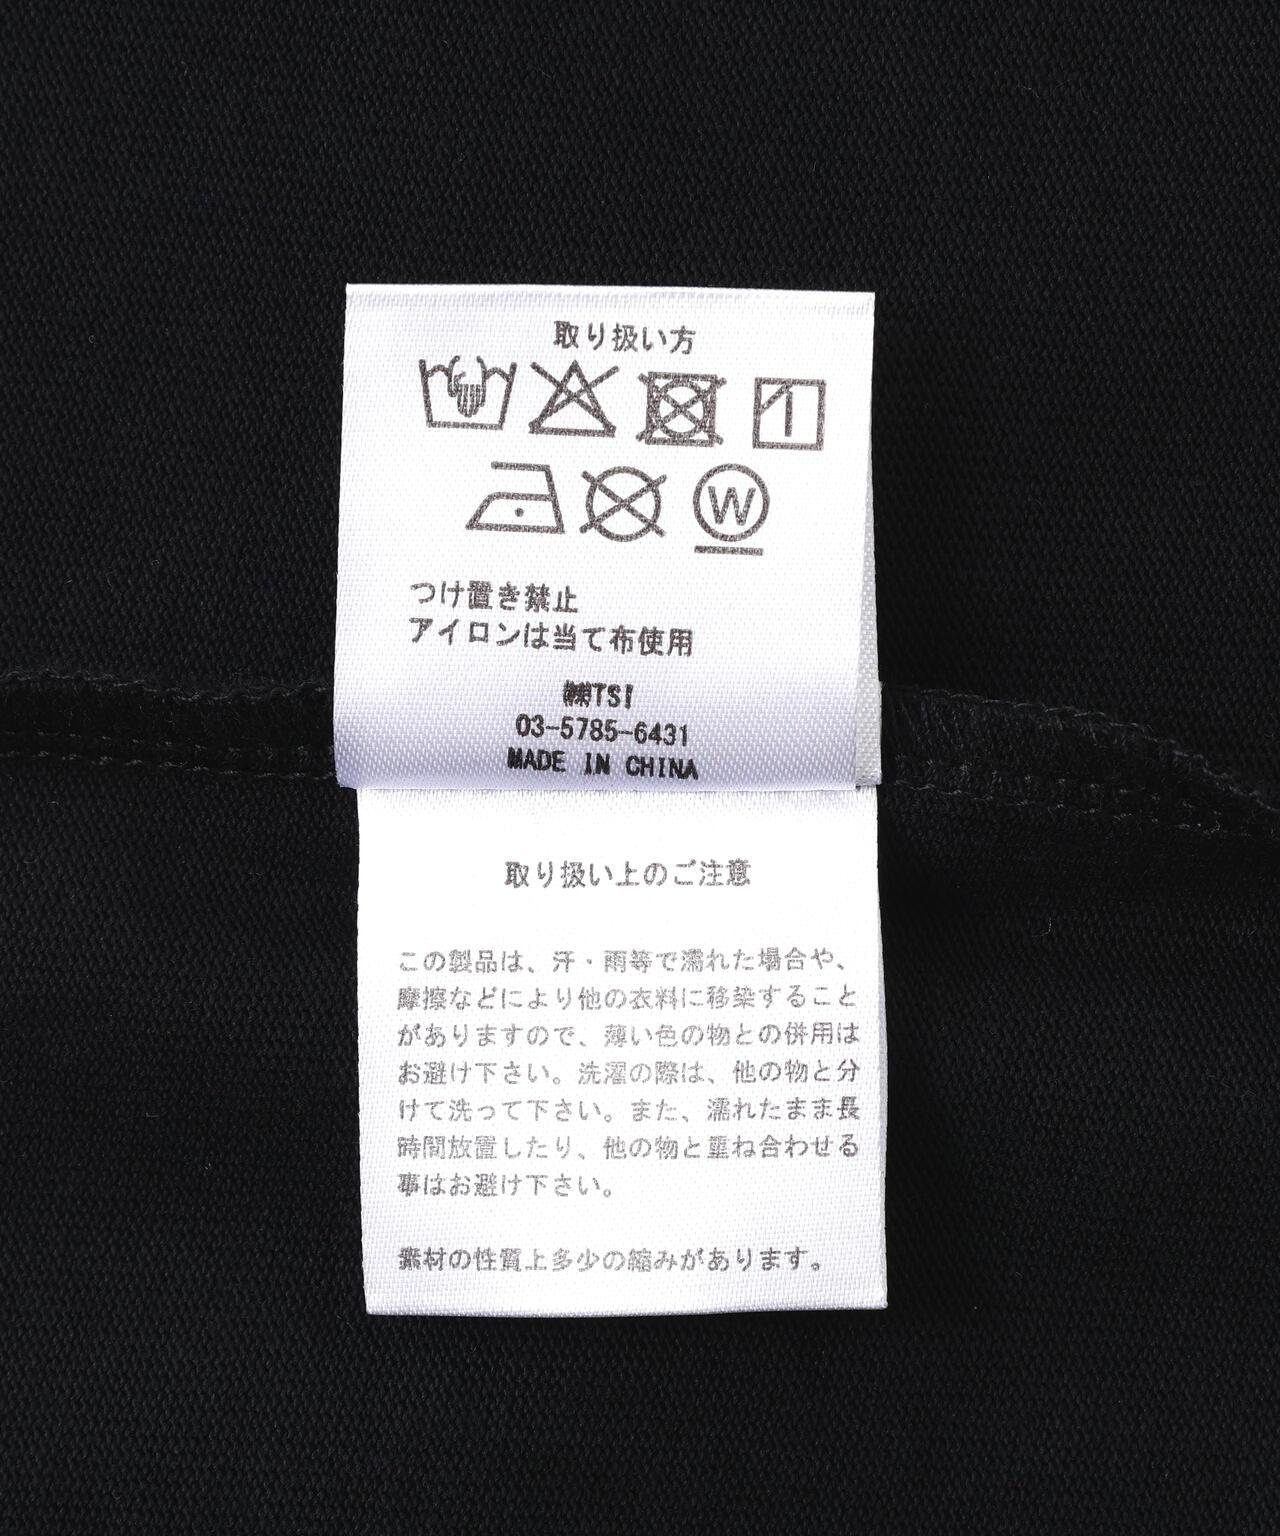 取り扱い方
W
つけ置き禁止
アイロンは当て布使用
㈱TSI
03-5785-6431
MADE IN CHINA
取り扱い上のご注意
この製品は、汗・雨等で濡れた場合や、
摩擦などにより他の衣料に移染すること
がありますので、薄い色の物との併用は
お避け下さい。洗濯の際は、他の物と分
けて洗って下さい。また、濡れたまま長
時間放置したり、他の物と重ね合わせる
事はお避け下さい。
素材の性質上多少の縮みがあります。